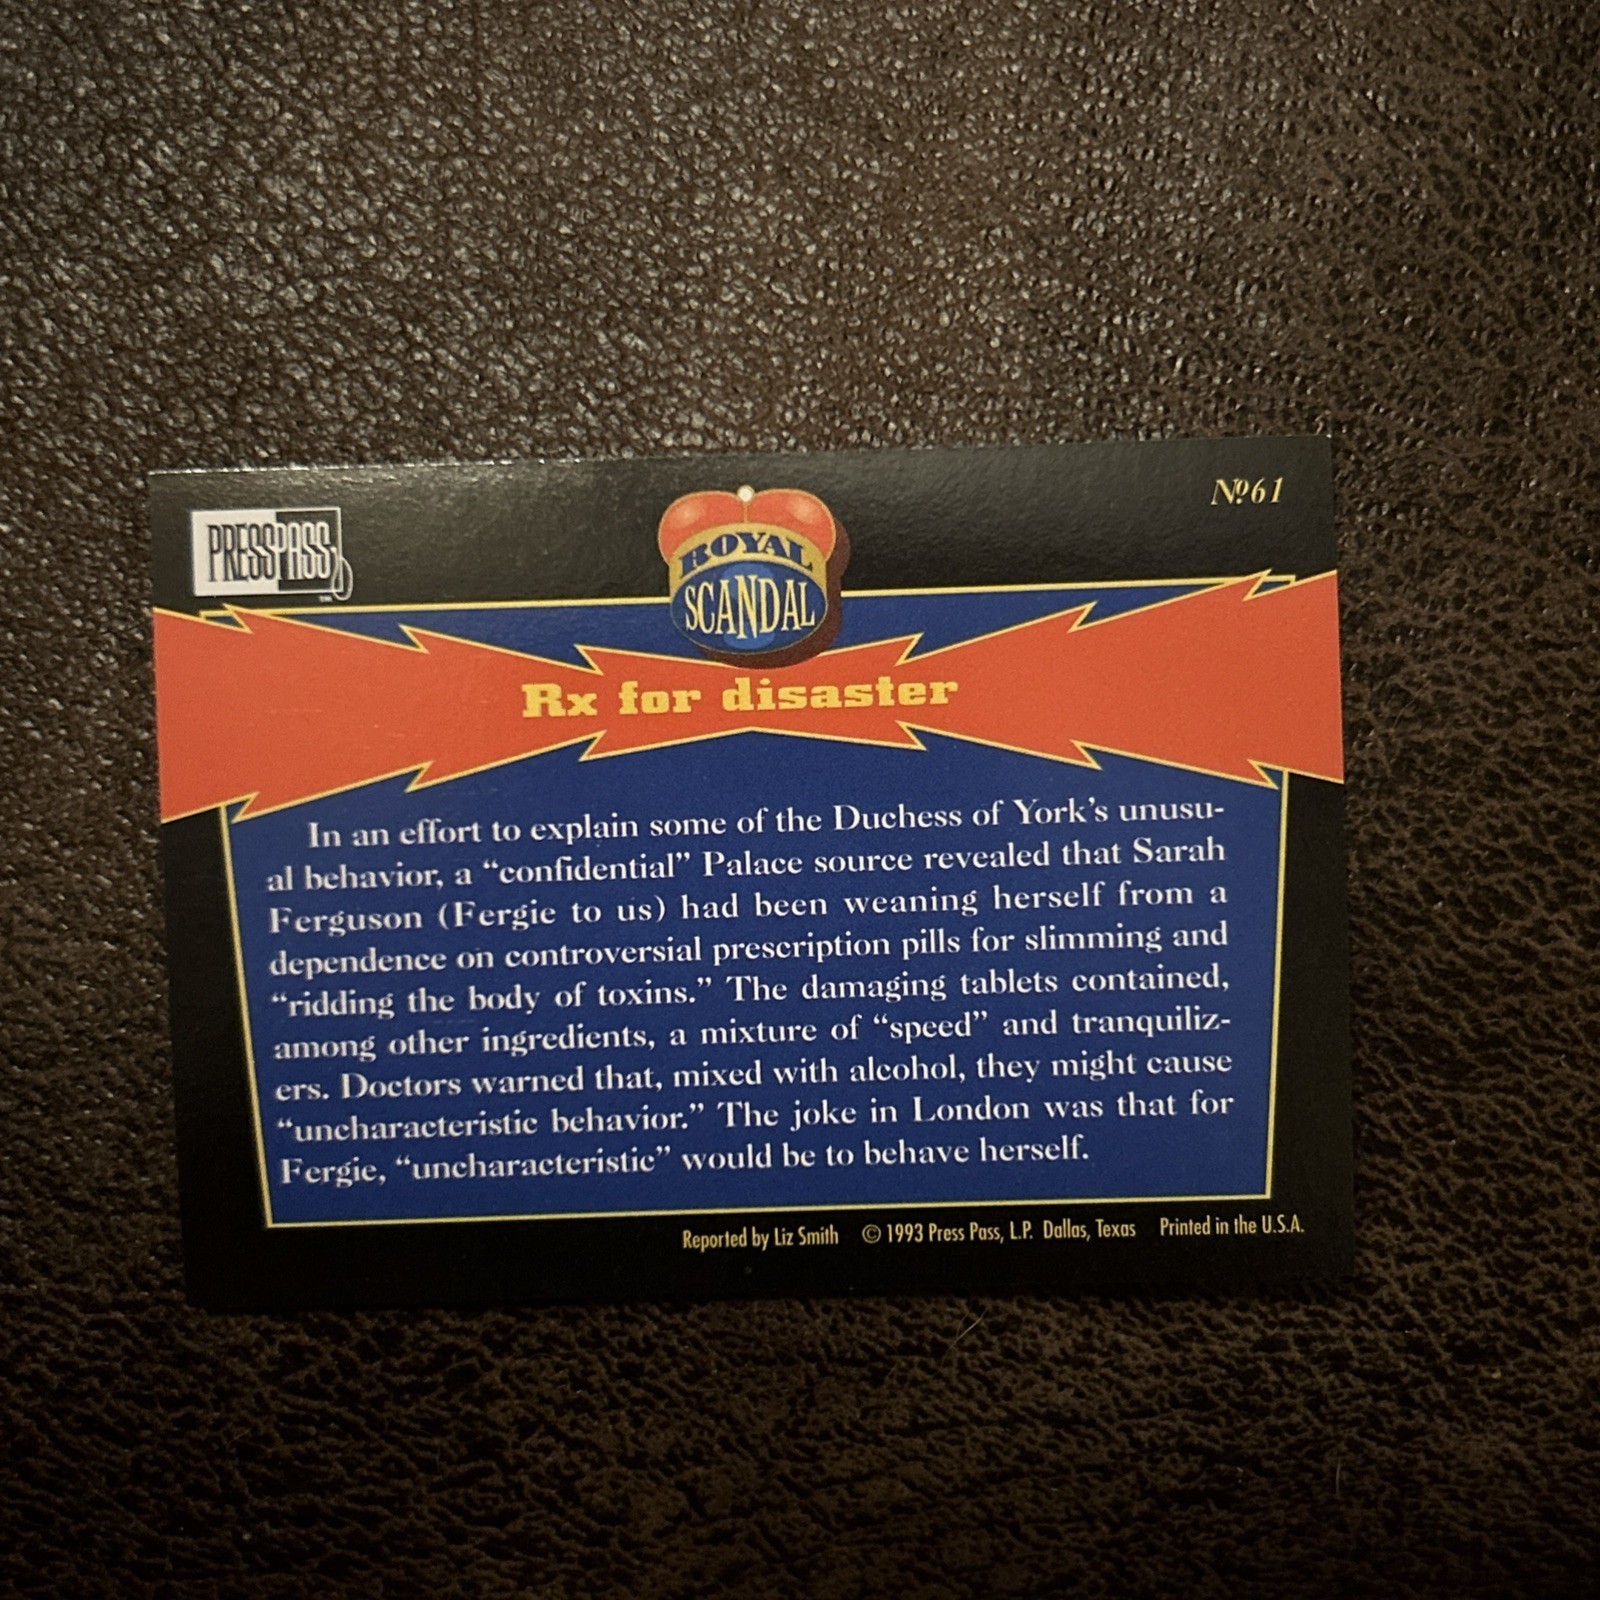 PRESS PASS
TM
Nº61
ROYAL
SCANDAL
Rx for disaster
In an effort to explain some of the Duchess of York's unusu-
al behavior, a “confidential” Palace source revealed that Sarah
Ferguson (Fergie to us) had been weaning herself from a
dependence on controversial prescription pills for slimming and
“ridding the body of toxins.” The damaging tablets contained,
among other ingredients, a mixture of “speed” and tranquiliz-
ers. Doctors warned that, mixed with alcohol, they might cause
“uncharacteristic behavior.” The joke in London was that for
Fergie, “uncharacteristic” would be to behave herself.
Reported by Liz Smith © 1993 Press Pass, L.P. Dallas, Texas Printed in the U.S.A.